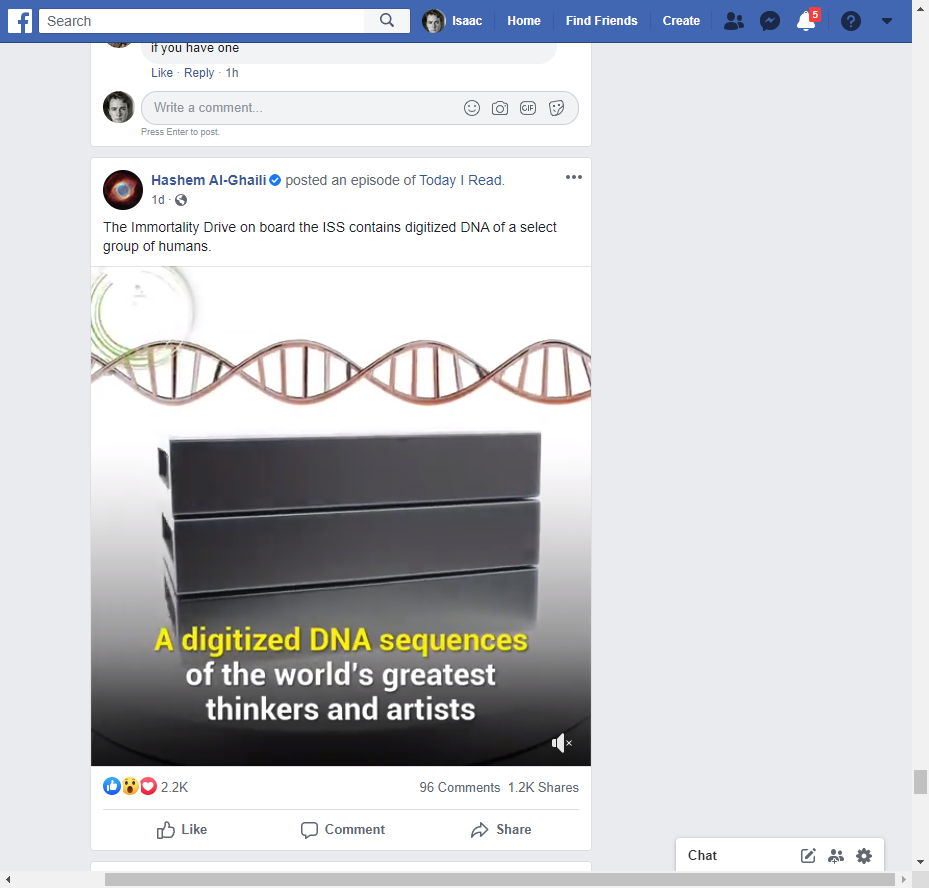 Search
Isaac
Home
Find Friends
Create
5
if you have one
Like · Reply · 1h
Write a comment...
GIF
Press Enter to post.
Hashem Al-Ghaili posted an episode of Today I Read.
1d ·
The Immortality Drive on board the ISS contains digitized DNA of a select
group of humans.
A digitized DNA sequences
of the world's greatest
thinkers and artists
2.2K
96 Comments 1.2K Shares
Like
Comment
Share
Chat